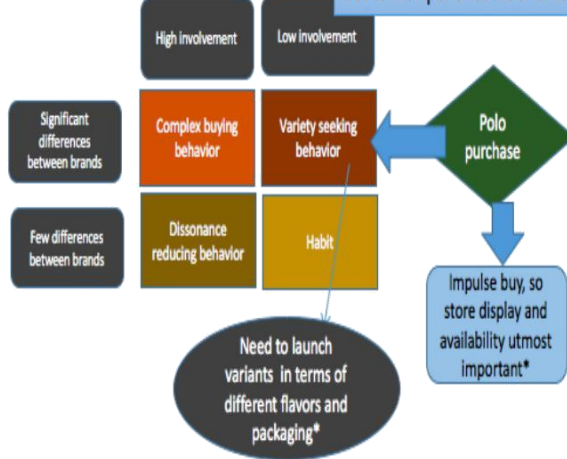 High involvement
Low involvement
Significant
differences
between brands
Complex buying
behavior
Variety seeking
behavior
Polo
purchase
Few differences
between brands
Dissonance
reducing behavior
Habit
Impulse buy, so
store display and
availability utmost
important*
Need to launch
variants in terms of
different flavors and
packaging*